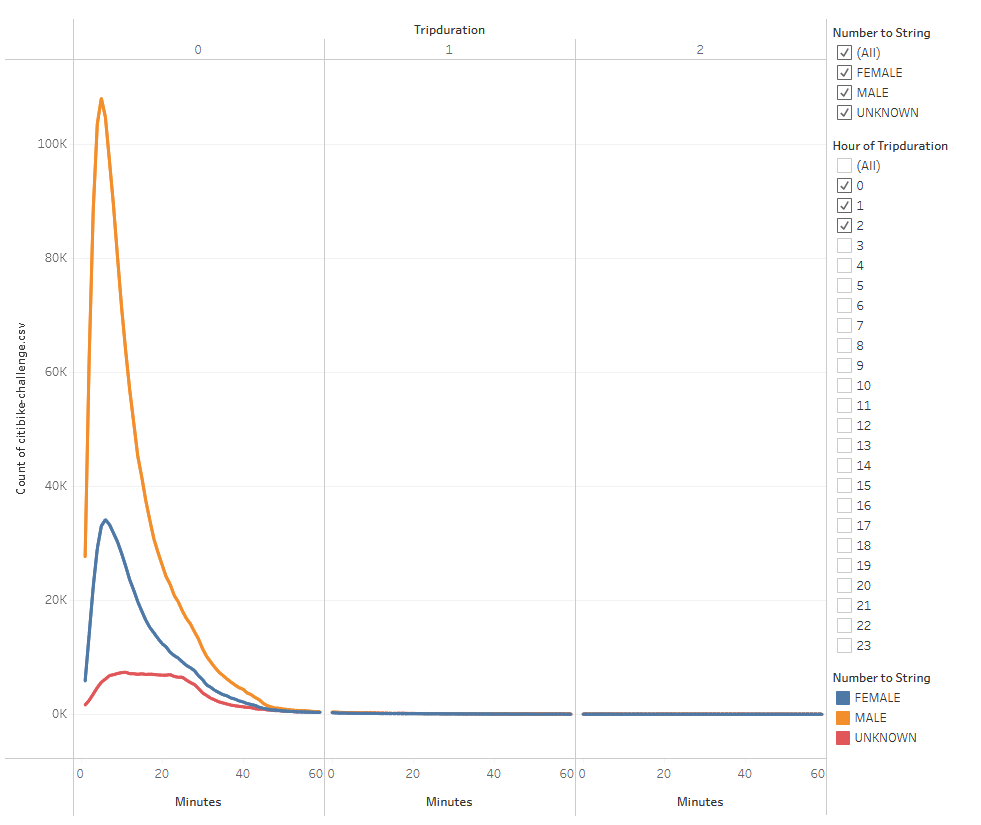 Tripduration
0 1 2
Number to String
(All)
FEMALE
MALE
UNKNOWN
Hour of Tripduration
(All)
0
1
2
3
4
5
6
7
8
9
10
11
12
13
14
15
16
17
18
19
20
21
22
23
Number to String
FEMALE
MALE
UNKNOWN
Count of citibike-challenge.csv
100K
80K
60K
40K
20K
0K
0 20 40 60 0 20 40 60 0 20 40 60
Minutes Minutes Minutes